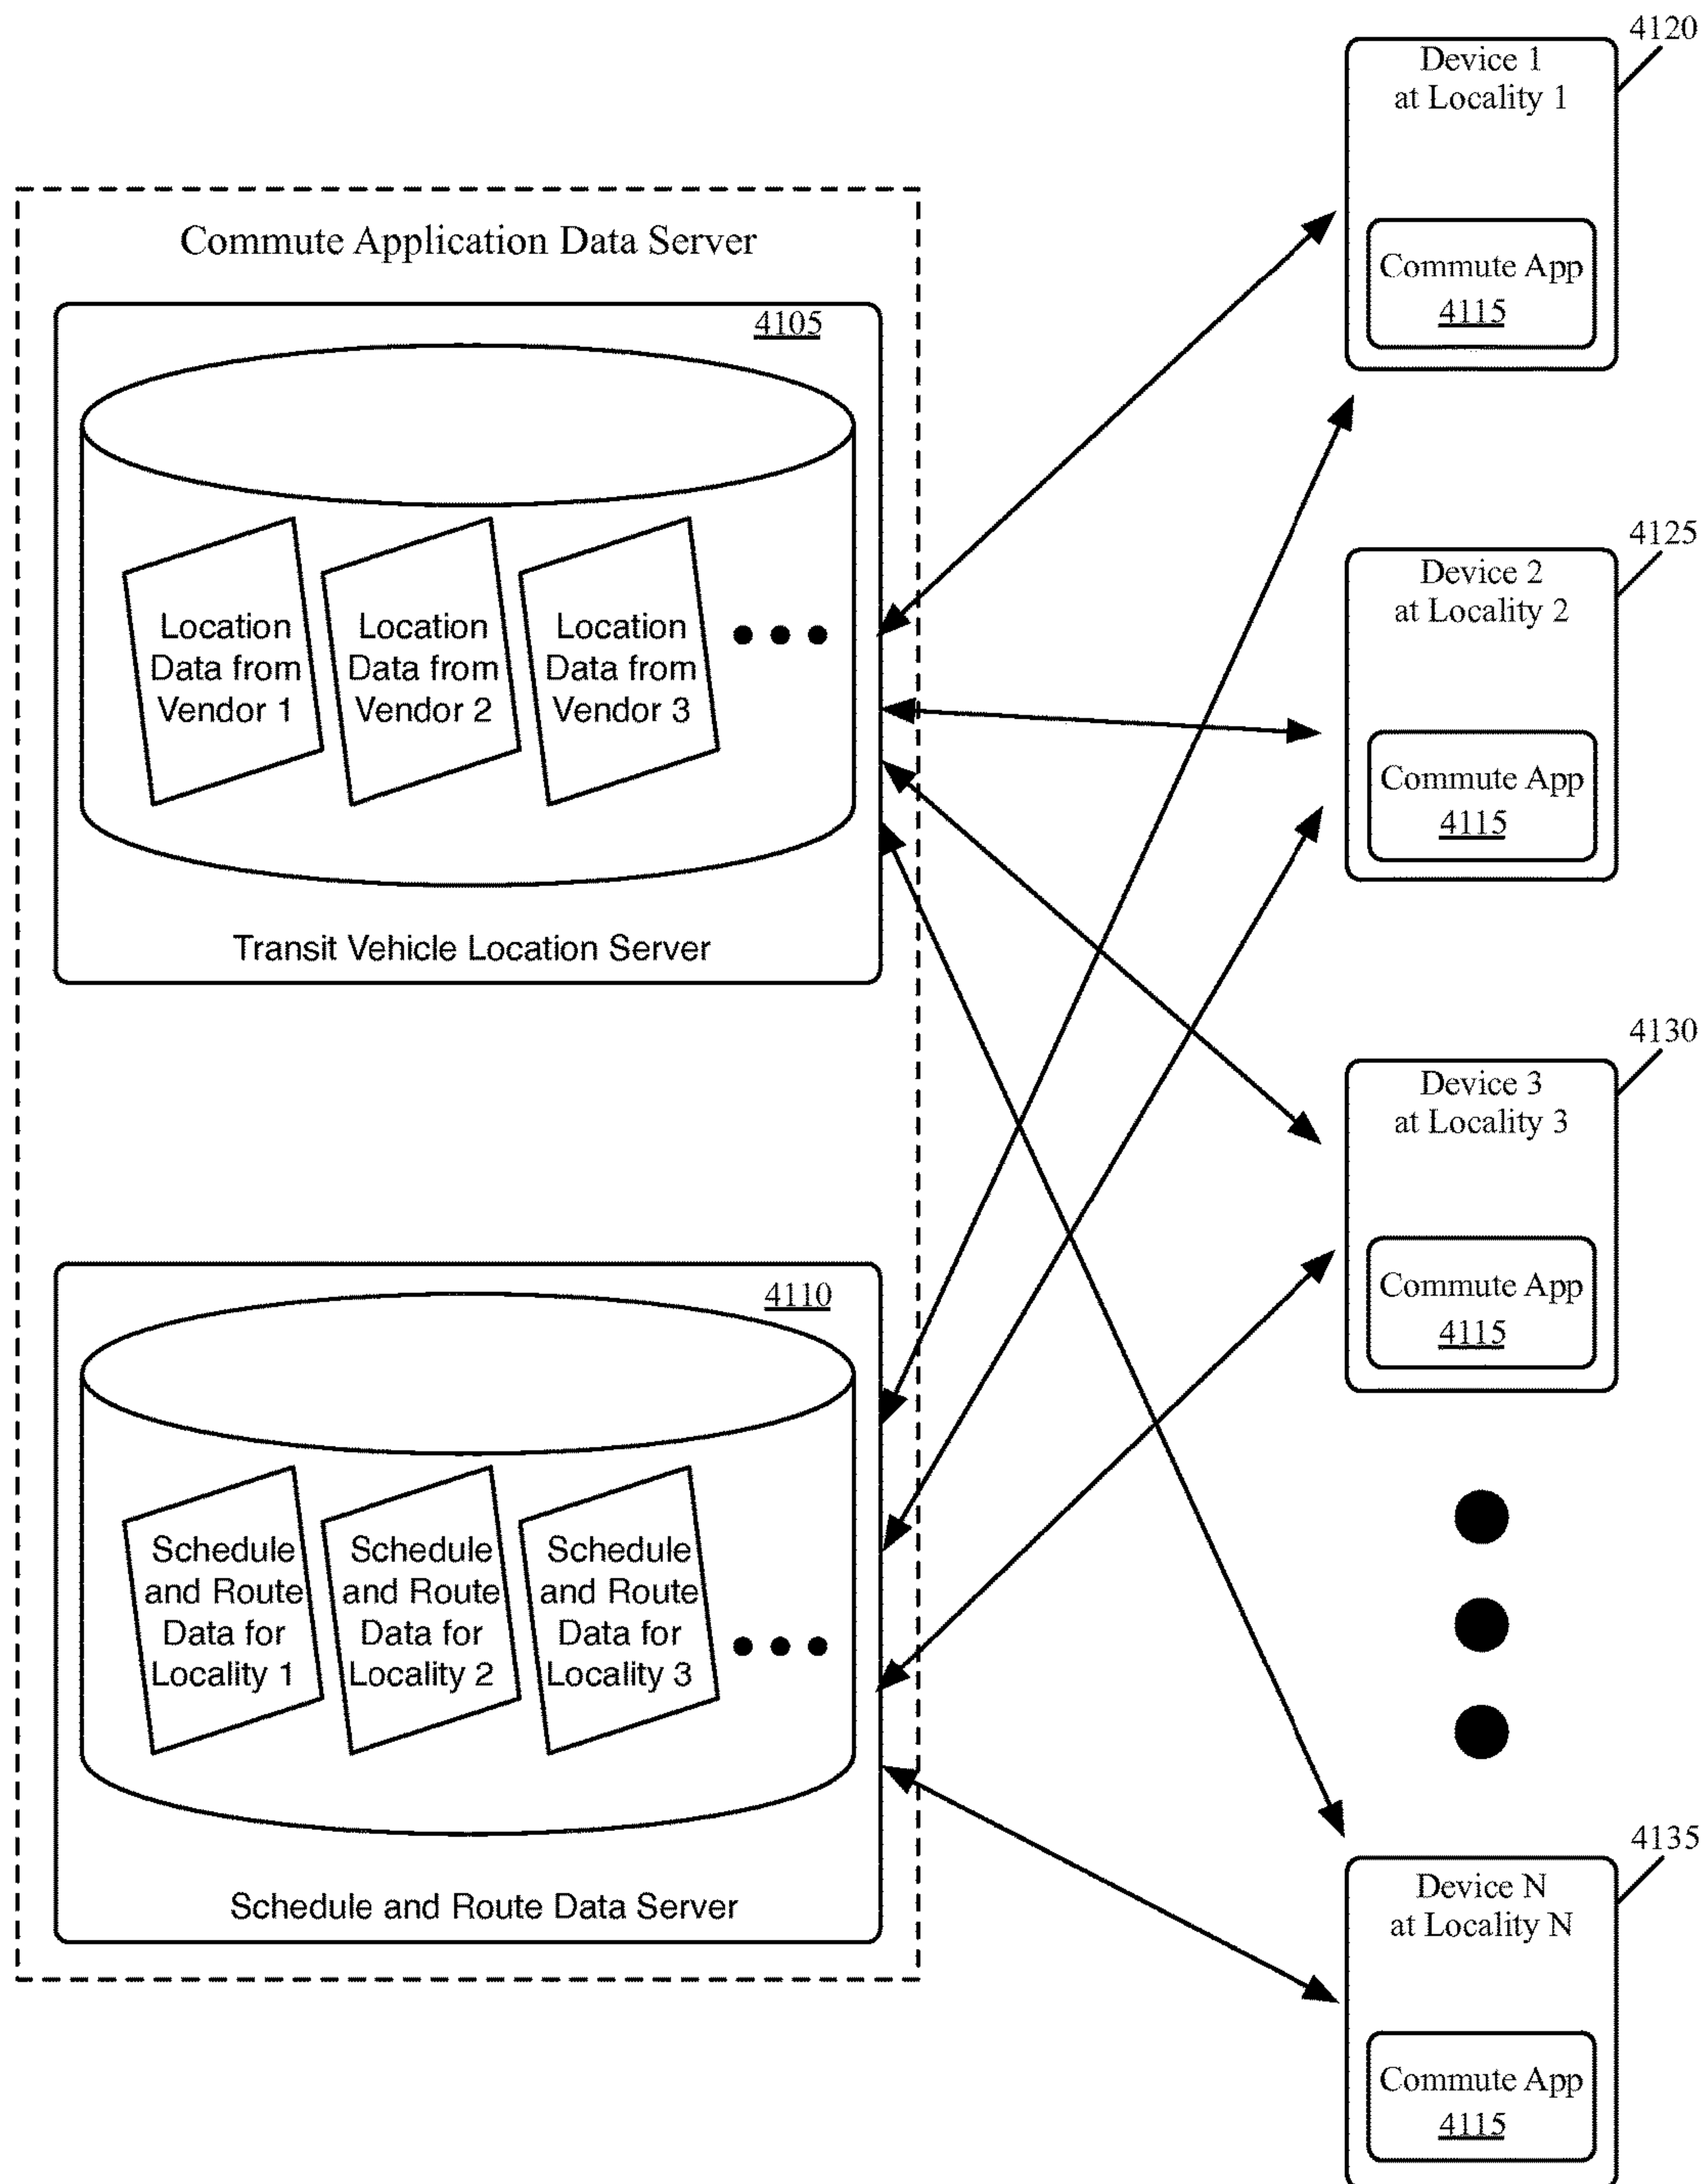 Commute Application Data Server
4105
Location
Data from
Vendor 1
Location
Data from
Vendor 2
Location
Data from
Vendor 3
Transit Vehicle Location Server
4110
Schedule
and Route
Data for
Locality 1
Schedule
and Route
Data for
Locality 2
Schedule
and Route
Data for
Locality 3
Schedule and Route Data Server
4120
Device 1
at Locality 1
Commute App
4115
4125
Device 2
at Locality 2
Commute App
4115
4130
Device 3
at Locality 3
Commute App
4115
4135
Device N
at Locality N
Commute App
4115